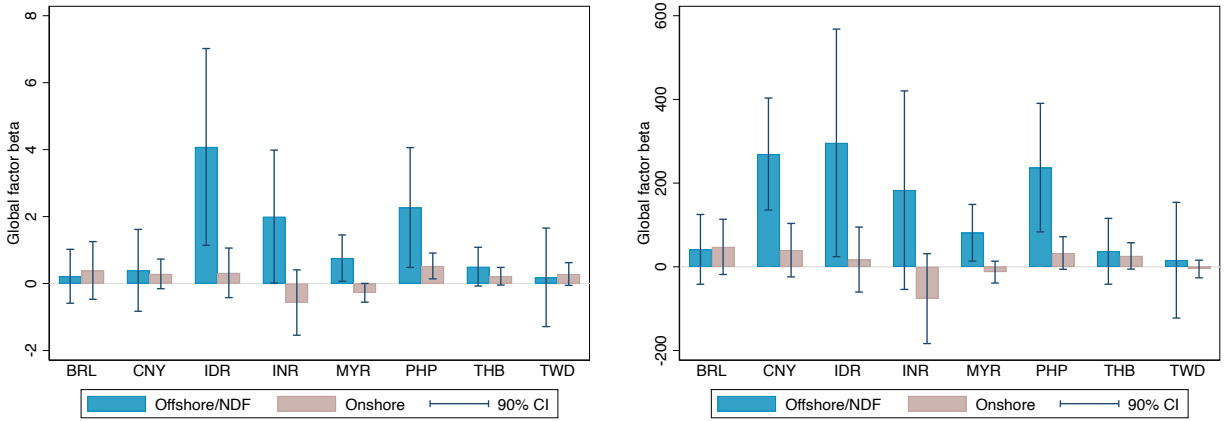 Global factor beta
8
6
4
2
0
-2
BRL CNY IDR INR MYR PHP THB TWD
Offshore/NDF Onshore 90% CI
Global factor beta
600
400
200
0
-200
BRL CNY IDR INR MYR PHP THB TWD
Offshore/NDF Onshore 90% CI